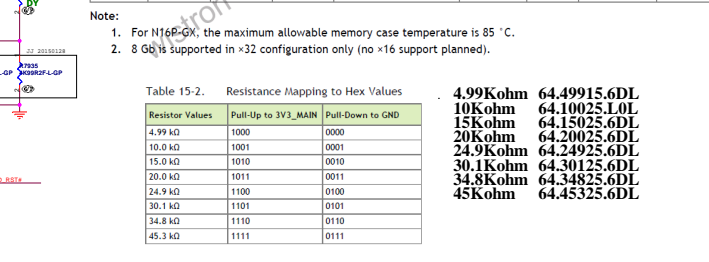 DY
JJ 20150128
R7935
4K99R2F-L-GP
L-GP
D_RST#
wistron
Note:
1. For N16P-GX, the maximum allowable memory case temperature is 85 °C.
2. 8 Gb is supported in ×32 configuration only (no ×16 support planned).
Table 15-2. Resistance Mapping to Hex Values
Resistor Values Pull-Up to 3V3_MAIN Pull-Down to GND
4.99 kΩ 1000 0000
10.0 kΩ 1001 0001
15.0 kΩ 1010 0010
20.0 kΩ 1011 0011
24.9 kΩ 1100 0100
30.1 kΩ 1101 0101
34.8 kΩ 1110 0110
45.3 kΩ 1111 0111
4.99Kohm 64.49915.6DL
10Kohm 64.10025.L0L
15Kohm 64.15025.6DL
20Kohm 64.20025.6DL
24.9Kohm 64.24925.6DL
30.1Kohm 64.30125.6DL
34.8Kohm 64.34825.6DL
45Kohm 64.45325.6DL